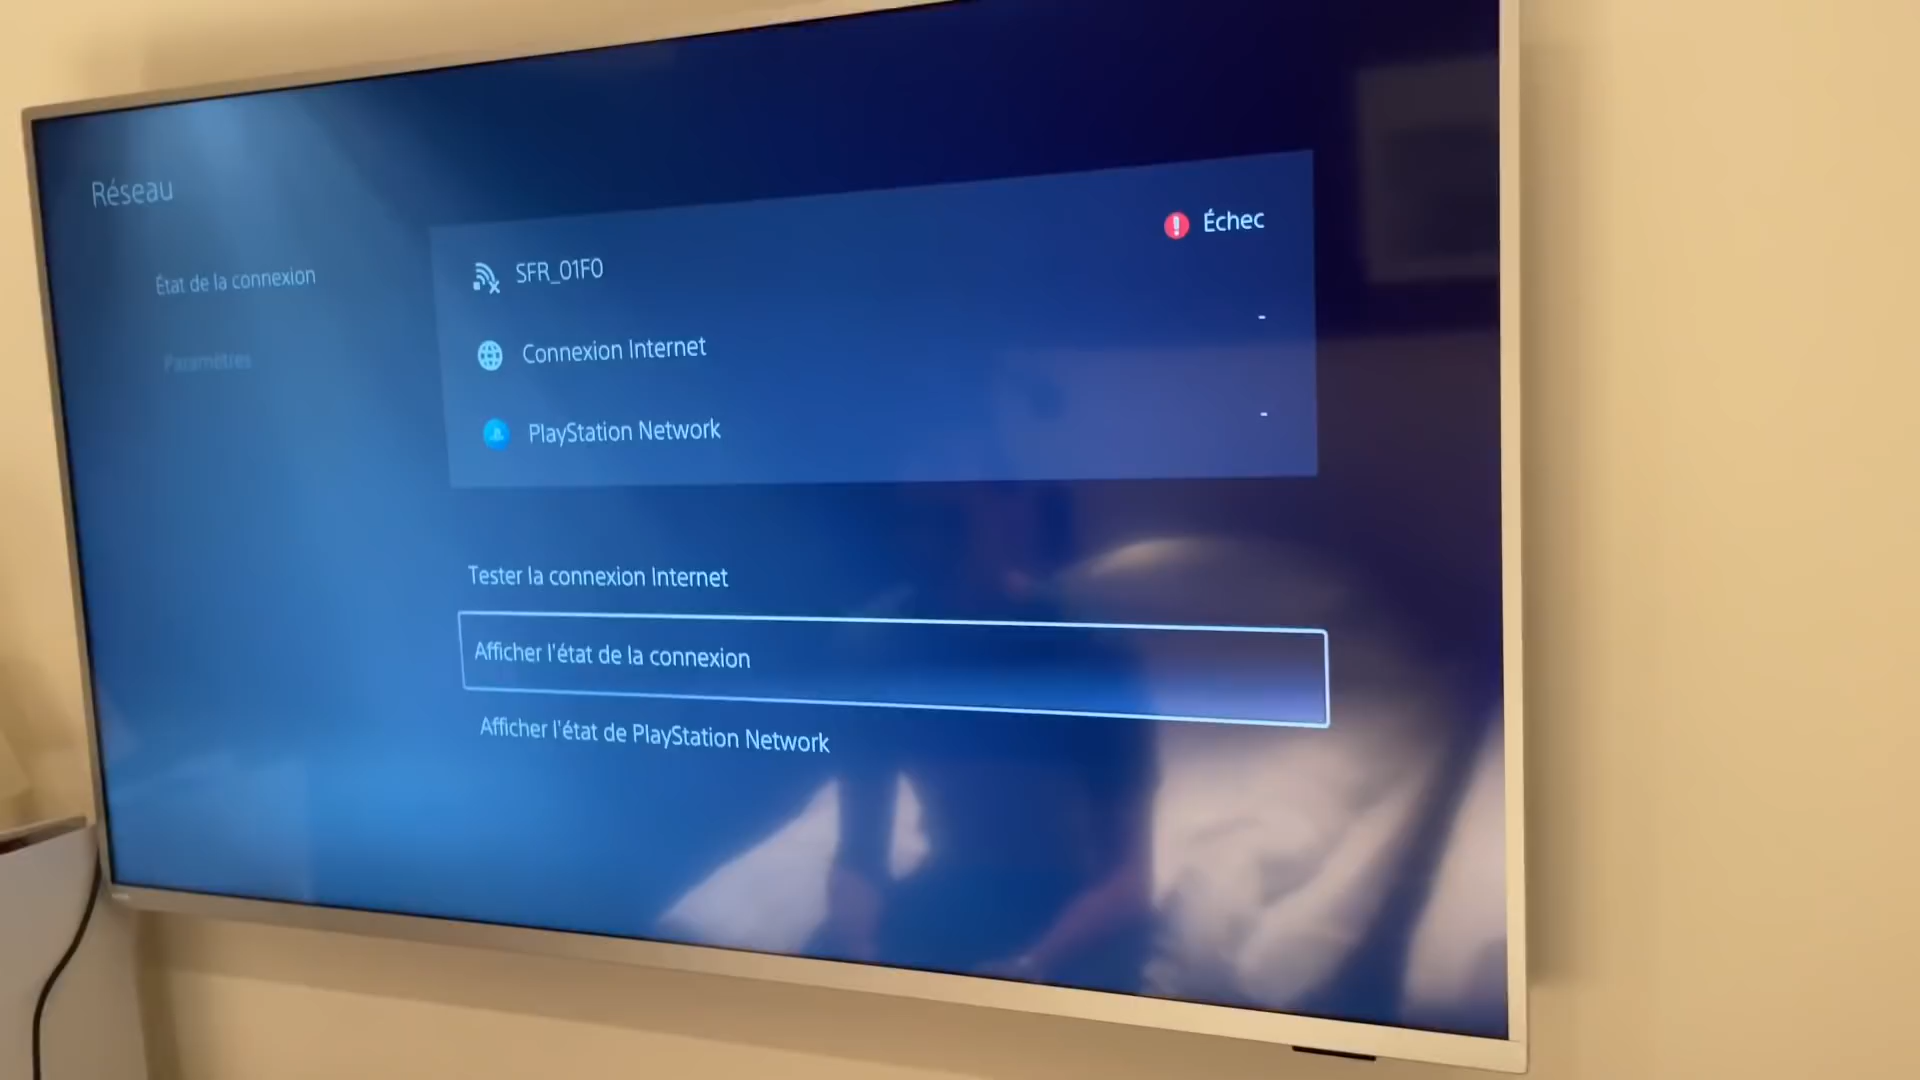 Réseau
État de la connexion
Paramètres
SFR_01F0
Échec
Connexion Internet
-
PlayStation Network
-
Tester la connexion Internet
Afficher l'état de la connexion
Afficher l'état de PlayStation Network